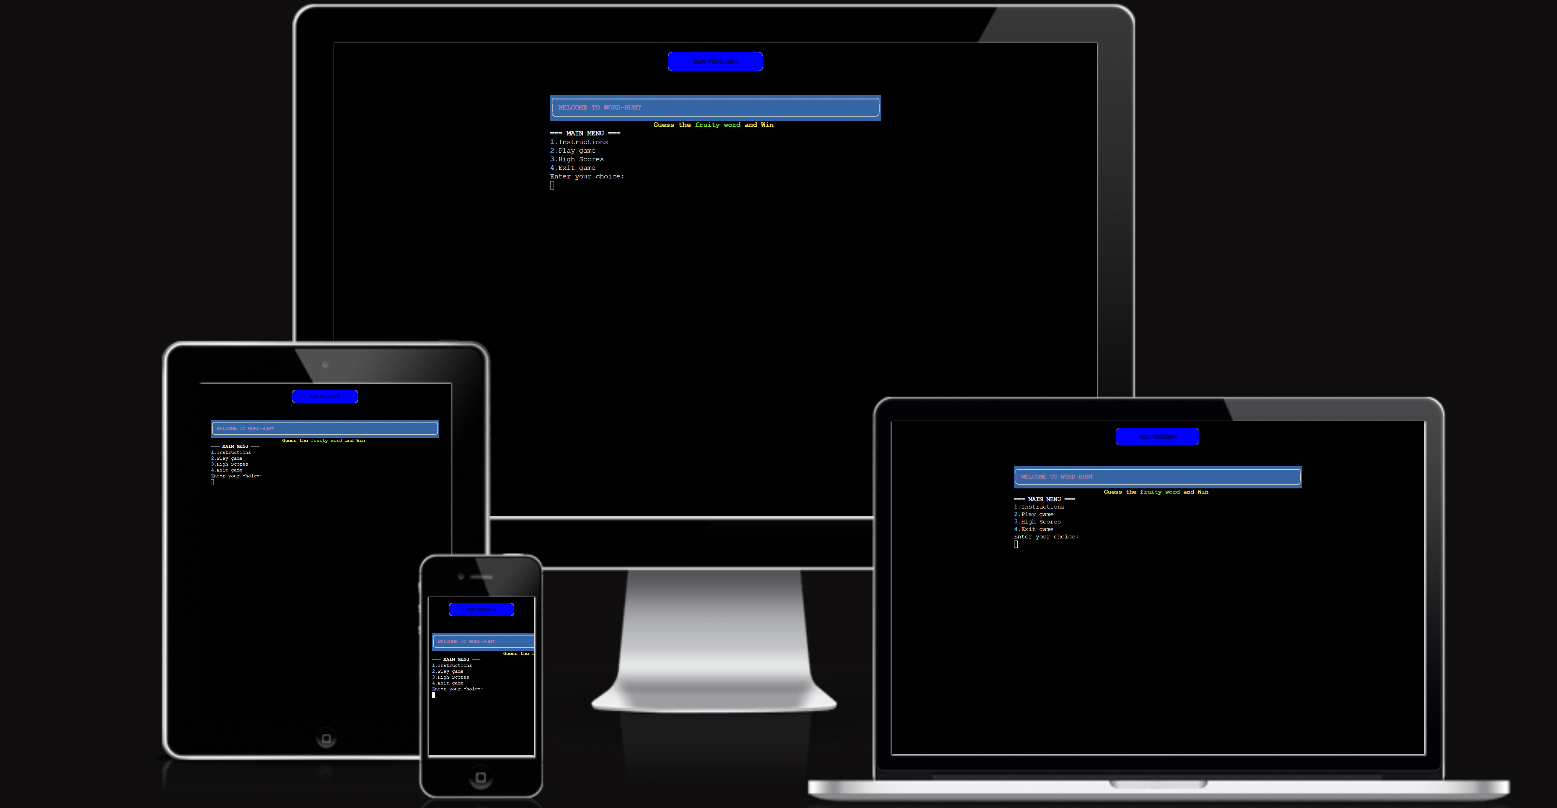 RUN PROGRAM
WELCOME TO WORD-HUNT
Guess the fruity word and Win
=== MAIN MENU ===
1.Instructions
2.Play game
3.High Scores
4.Exit game
Enter your choice:
WELCOME TO WORD-HUNT
Guess the fruity word and Win
=== MAIN MENU ===
1.Instructions
2.Play game
3.High Scores
4.Exit game
Enter your choice:
WELCOME TO WORD-HUNT
Guess the
=== MAIN MENU ===
1.Instructions
2.Play game
3.High Scores
4.Exit game
Enter your choice:
RUN PROGRAM
WELCOME TO WORD-HUNT
Guess the fruity word and Win
=== MAIN MENU ===
1.Instructions
2.Play game
3.High Scores
4.Exit game
Enter your choice: